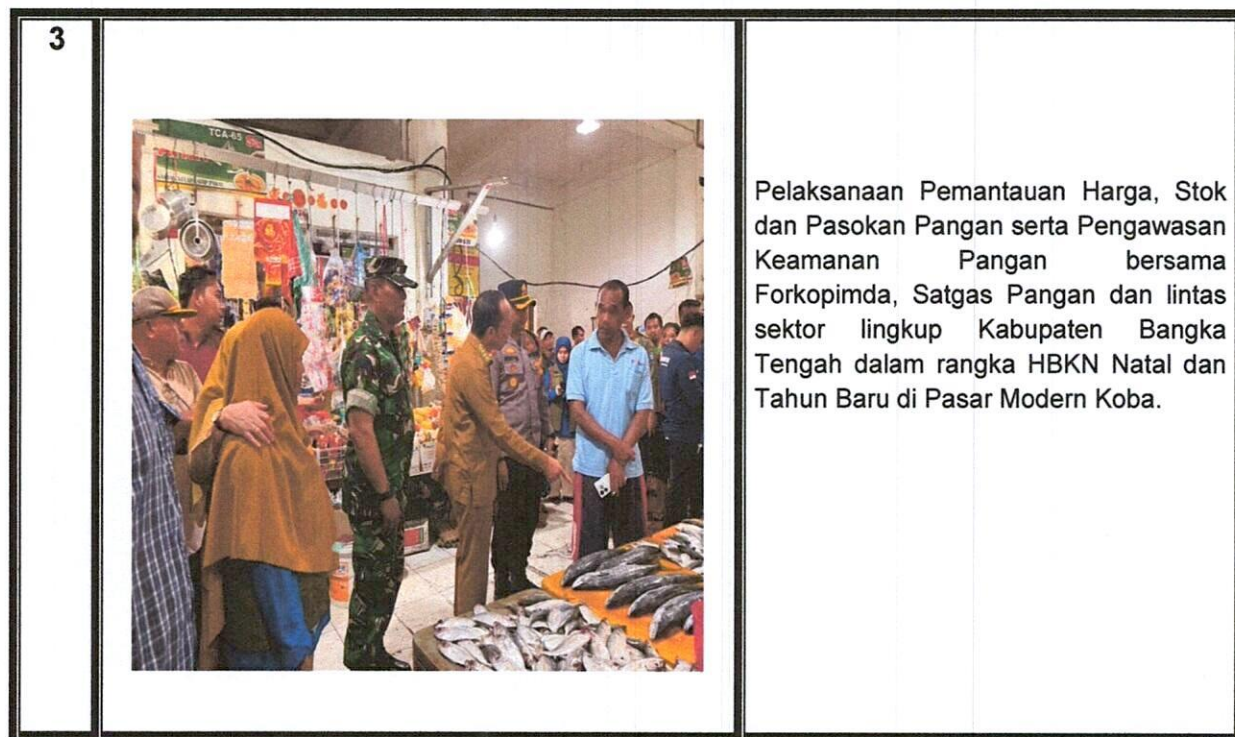 3
TCA-65
Pelaksanaan Pemantauan Harga, Stok
dan Pasokan Pangan serta Pengawasan
Keamanan Pangan bersama
Forkopimda, Satgas Pangan dan lintas
sektor lingkup Kabupaten Bangka
Tengah dalam rangka HBKN Natal dan
Tahun Baru di Pasar Modern Koba.